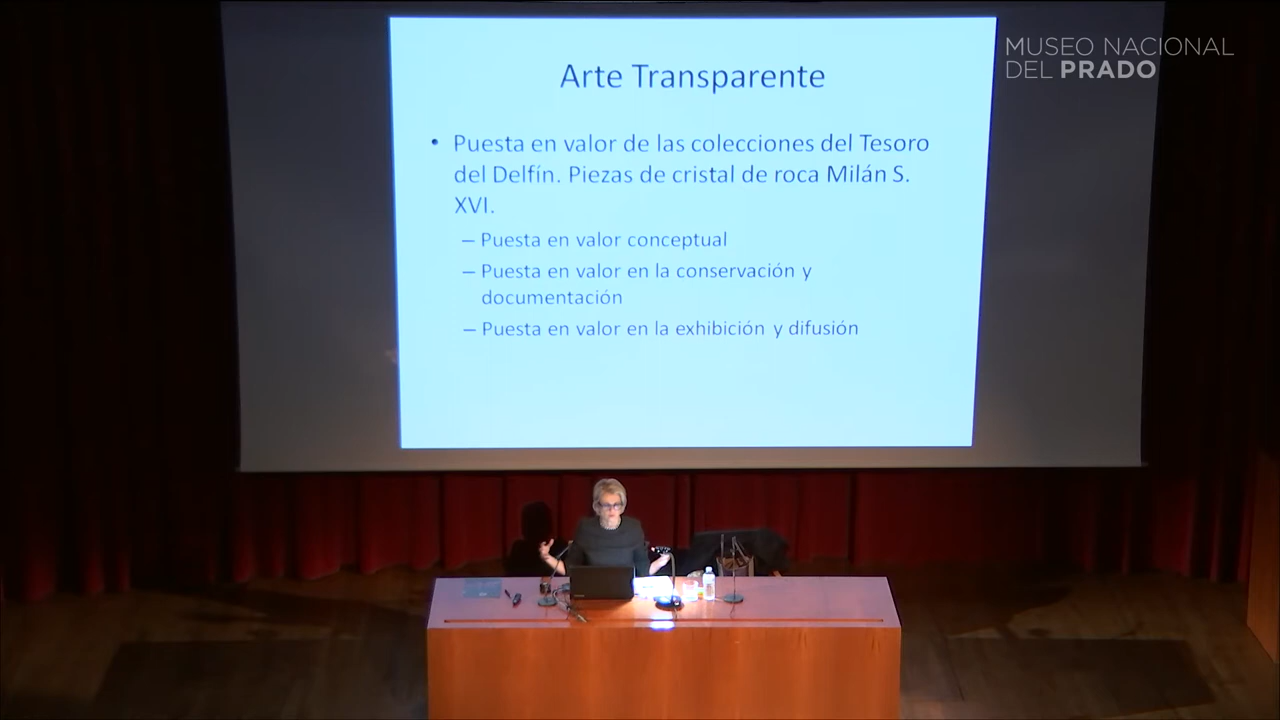 MUSEO NACIONAL
DEL PRADO
Arte Transparente
• Puesta en valor de las colecciones del Tesoro
del Delfín. Piezas de cristal de roca Milán S.
XVI.
– Puesta en valor conceptual
– Puesta en valor en la conservación y
documentación
– Puesta en valor en la exhibición y difusión